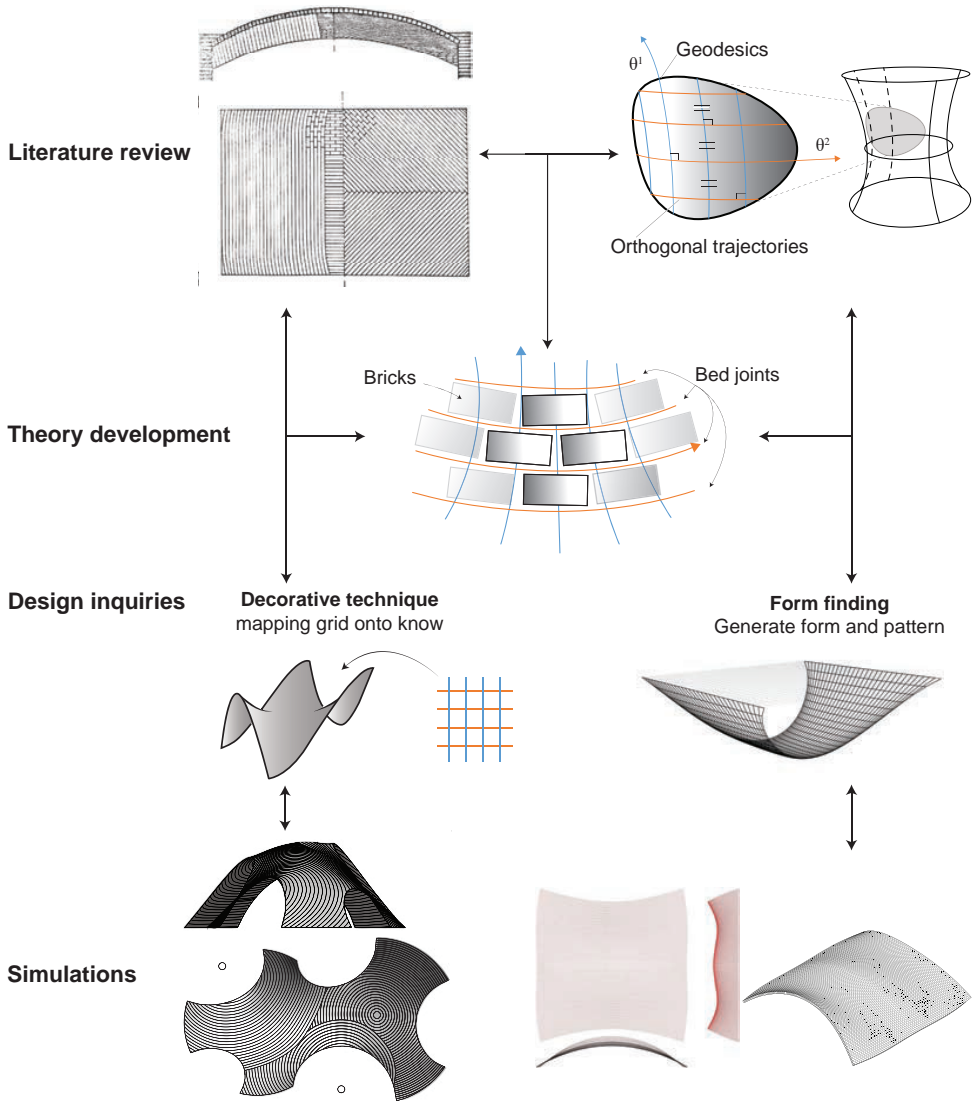 Geodesics
θ1
Literature review
θ2
Orthogonal trajectories
Bricks
Bed joints
Theory development
Design inquiries
Decorative technique
mapping grid onto know
Form finding
Generate form and pattern
Simulations